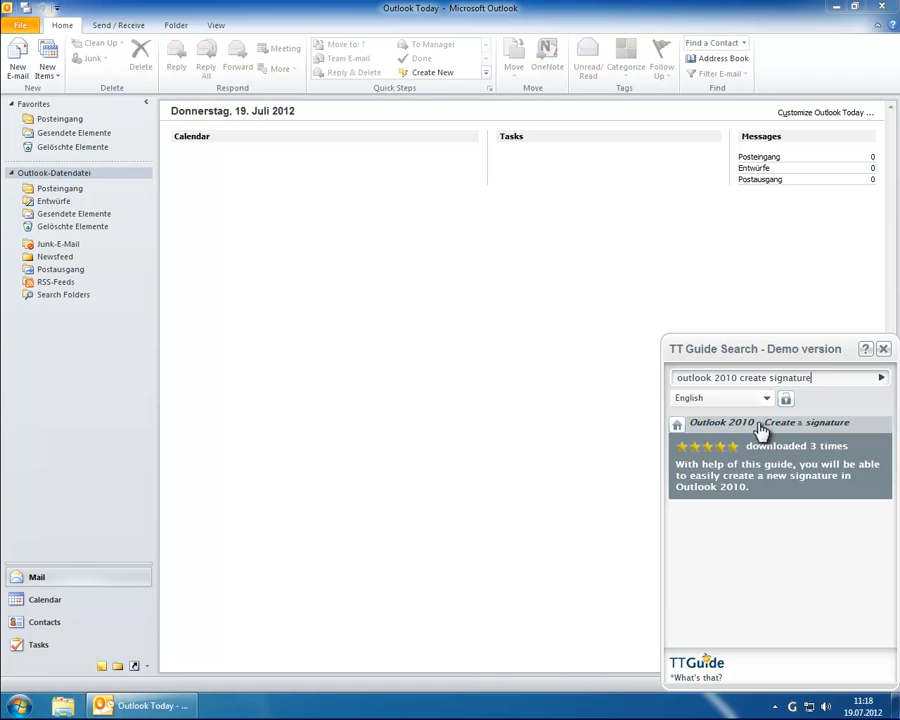 Outlook Today - Microsoft Outlook
File Home Send / Receive Folder View
New E-mail
New Items
New
Clean Up
Junk
Delete
Delete
Reply
Reply All
Forward
Meeting
More
Respond
Move to: ?
Team E-mail
Reply & Delete
To Manager
Done
Create New
Quick Steps
Move
OneNote
Move
Unread/ Read
Categorize
Follow Up
Tags
Find a Contact
Address Book
Filter E-mail
Find
Favorites
Posteingang
Gesendete Elemente
Gelöschte Elemente
Outlook-Datendatei
Posteingang
Entwürfe
Gesendete Elemente
Gelöschte Elemente
Junk-E-Mail
Newsfeed
Postausgang
RSS-Feeds
Search Folders
Mail
Calendar
Contacts
Tasks
Donnerstag, 19. Juli 2012
Customize Outlook Today ...
Calendar
Tasks
Messages
Posteingang 0
Entwürfe 0
Postausgang 0
TT Guide Search - Demo version
outlook 2010 create signature
English
Outlook 2010 - Create a signature
downloaded 3 times
With help of this guide, you will be able
to easily create a new signature in
Outlook 2010.
TTGuide
*What's that?
Outlook Today - ...
11:18
19.07.2012